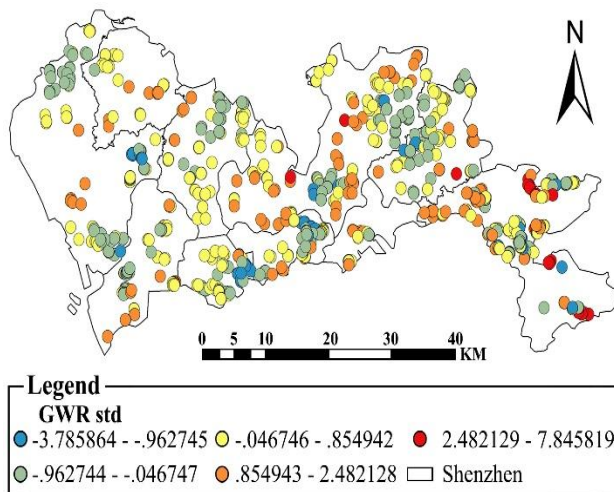 N
0 10 20 30 40
KM
Legend
GWR std
-3.785864 - -.962745 -.046746 - .854942 2.482129 - 7.845819
-.962744 - -.046747 .854943 - 2.482128 Shenzhen